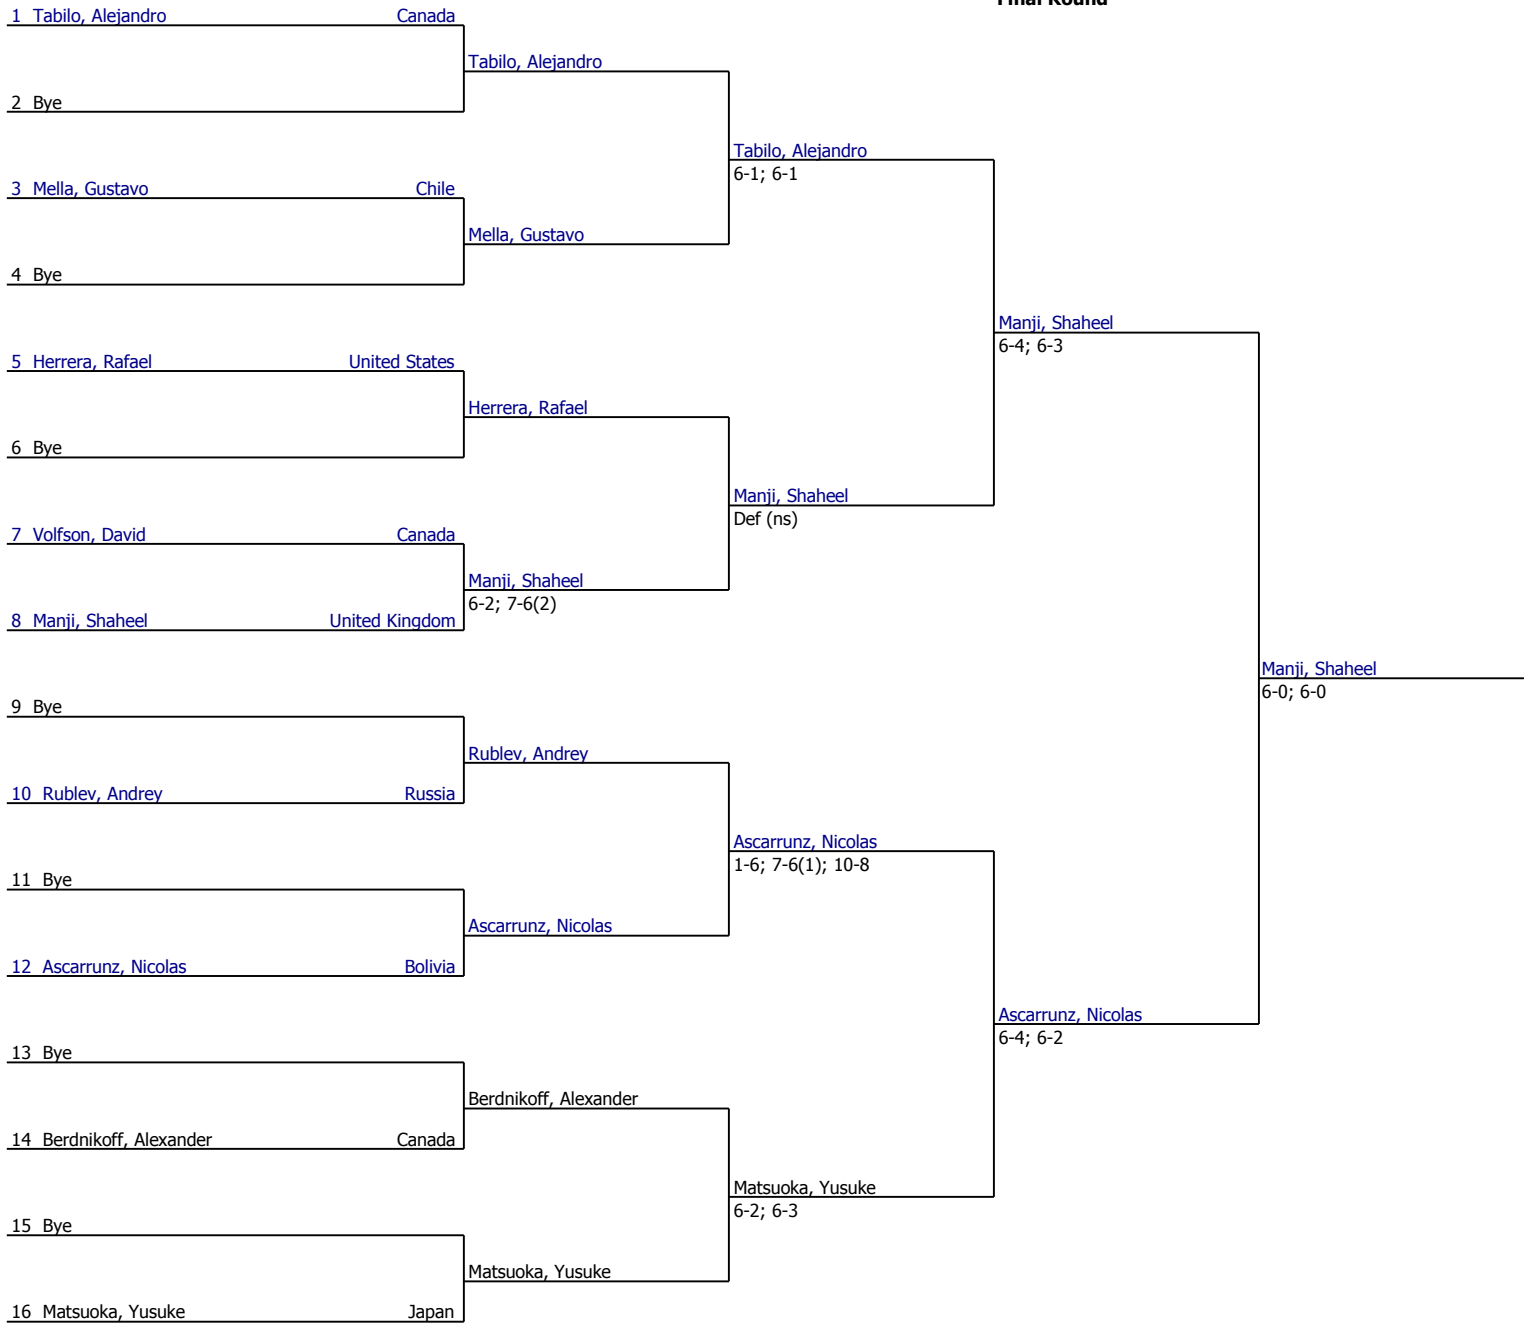 Final Round
1 Tabilo, Alejandro Canada
Tabilo, Alejandro
2 Bye
Tabilo, Alejandro
6-1; 6-1
3 Mella, Gustavo Chile
Mella, Gustavo
4 Bye
Manji, Shaheel
6-4; 6-3
5 Herrera, Rafael United States
Herrera, Rafael
6 Bye
Manji, Shaheel
Def (ns)
7 Volfson, David Canada
Manji, Shaheel
6-2; 7-6(2)
8 Manji, Shaheel United Kingdom
Manji, Shaheel
6-0; 6-0
9 Bye
Rublev, Andrey
10 Rublev, Andrey Russia
Ascarrunz, Nicolas
1-6; 7-6(1); 10-8
11 Bye
Ascarrunz, Nicolas
12 Ascarrunz, Nicolas Bolivia
Ascarrunz, Nicolas
6-4; 6-2
13 Bye
Berdnikoff, Alexander
14 Berdnikoff, Alexander Canada
Matsuoka, Yusuke
6-2; 6-3
15 Bye
Matsuoka, Yusuke
16 Matsuoka, Yusuke Japan